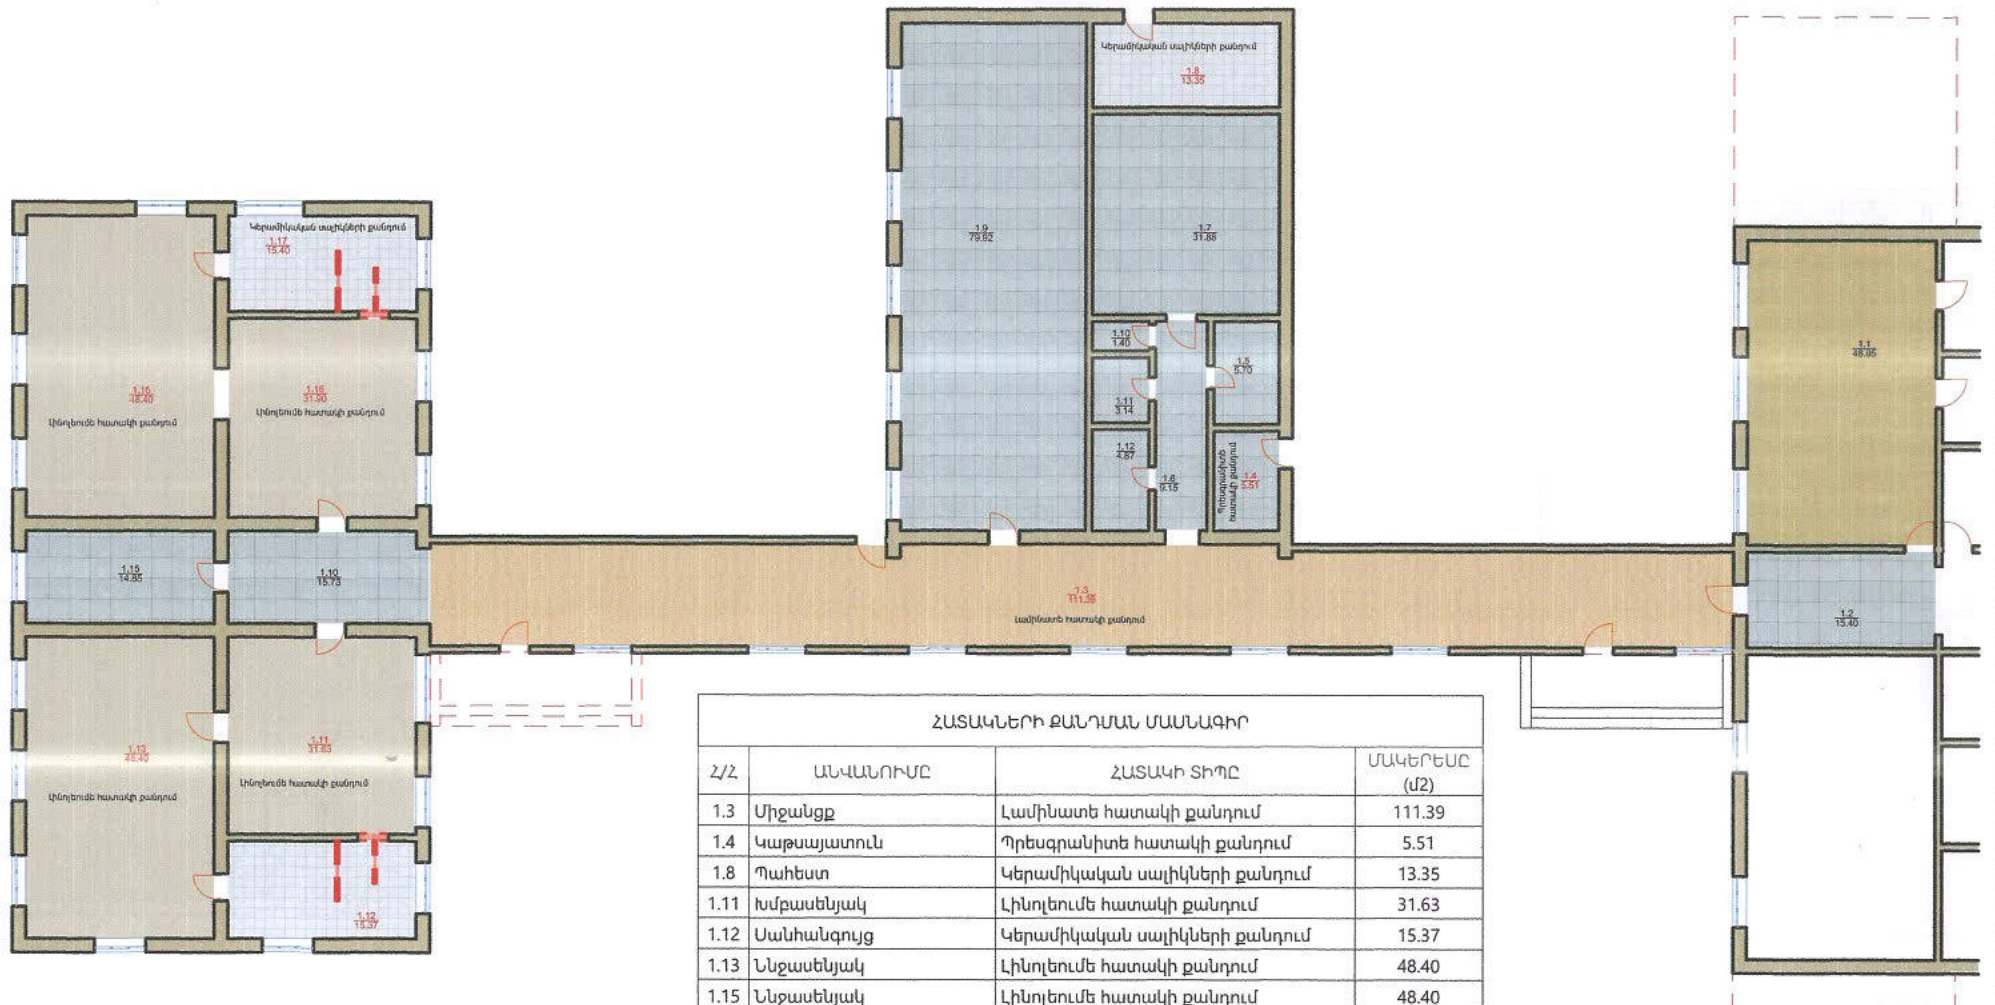 Կերամիկական սալիկների քանդում
1.8
13.35
Կերամիկական սալիկների քանդում
1.17
15.40
1.9
79.82
1.7
31.88
1.10
1.40
1.5
5.70
1.1
48.85
1.15
48.40
Լինոլեումե հատակի քանդում
1.16
31.90
Լինոլեումե հատակի քանդում
1.11
3.14
1.12
4.87
1.6
9.15
Պրեսգրանիտե
հատակի քանդում
1.4
5.51
1.15
14.85
1.10
15.73
1.3
111.39
Լամինատե հատակի քանդում
1.2
15.40
1.13
48.40
Լինոլեումե հատակի քանդում
1.11
31.63
Լինոլեումե հատակի քանդում
1.12
15.37
ՀԱՏԱԿՆԵՐԻ ՔԱՆԴՄԱՆ ՄԱՍՆԱԳԻՐ
Հ/Հ ԱՆՎԱՆՈՒՄԸ ՀԱՏԱԿԻ ՏԻՊԸ ՄԱԿԵՐԵՍԸ (մ2)
1.3 Միջանցք Լամինատե հատակի քանդում 111.39
1.4 Կաթսայատուն Պրեսգրանիտե հատակի քանդում 5.51
1.8 Պահեստ Կերամիկական սալիկների քանդում 13.35
1.11 Խմբասենյակ Լինոլեումե հատակի քանդում 31.63
1.12 Սանհանգույց Կերամիկական սալիկների քանդում 15.37
1.13 Ննջասենյակ Լինոլեումե հատակի քանդում 48.40
1.15 Ննջասենյակ Լինոլեումե հատակի քանդում 48.40